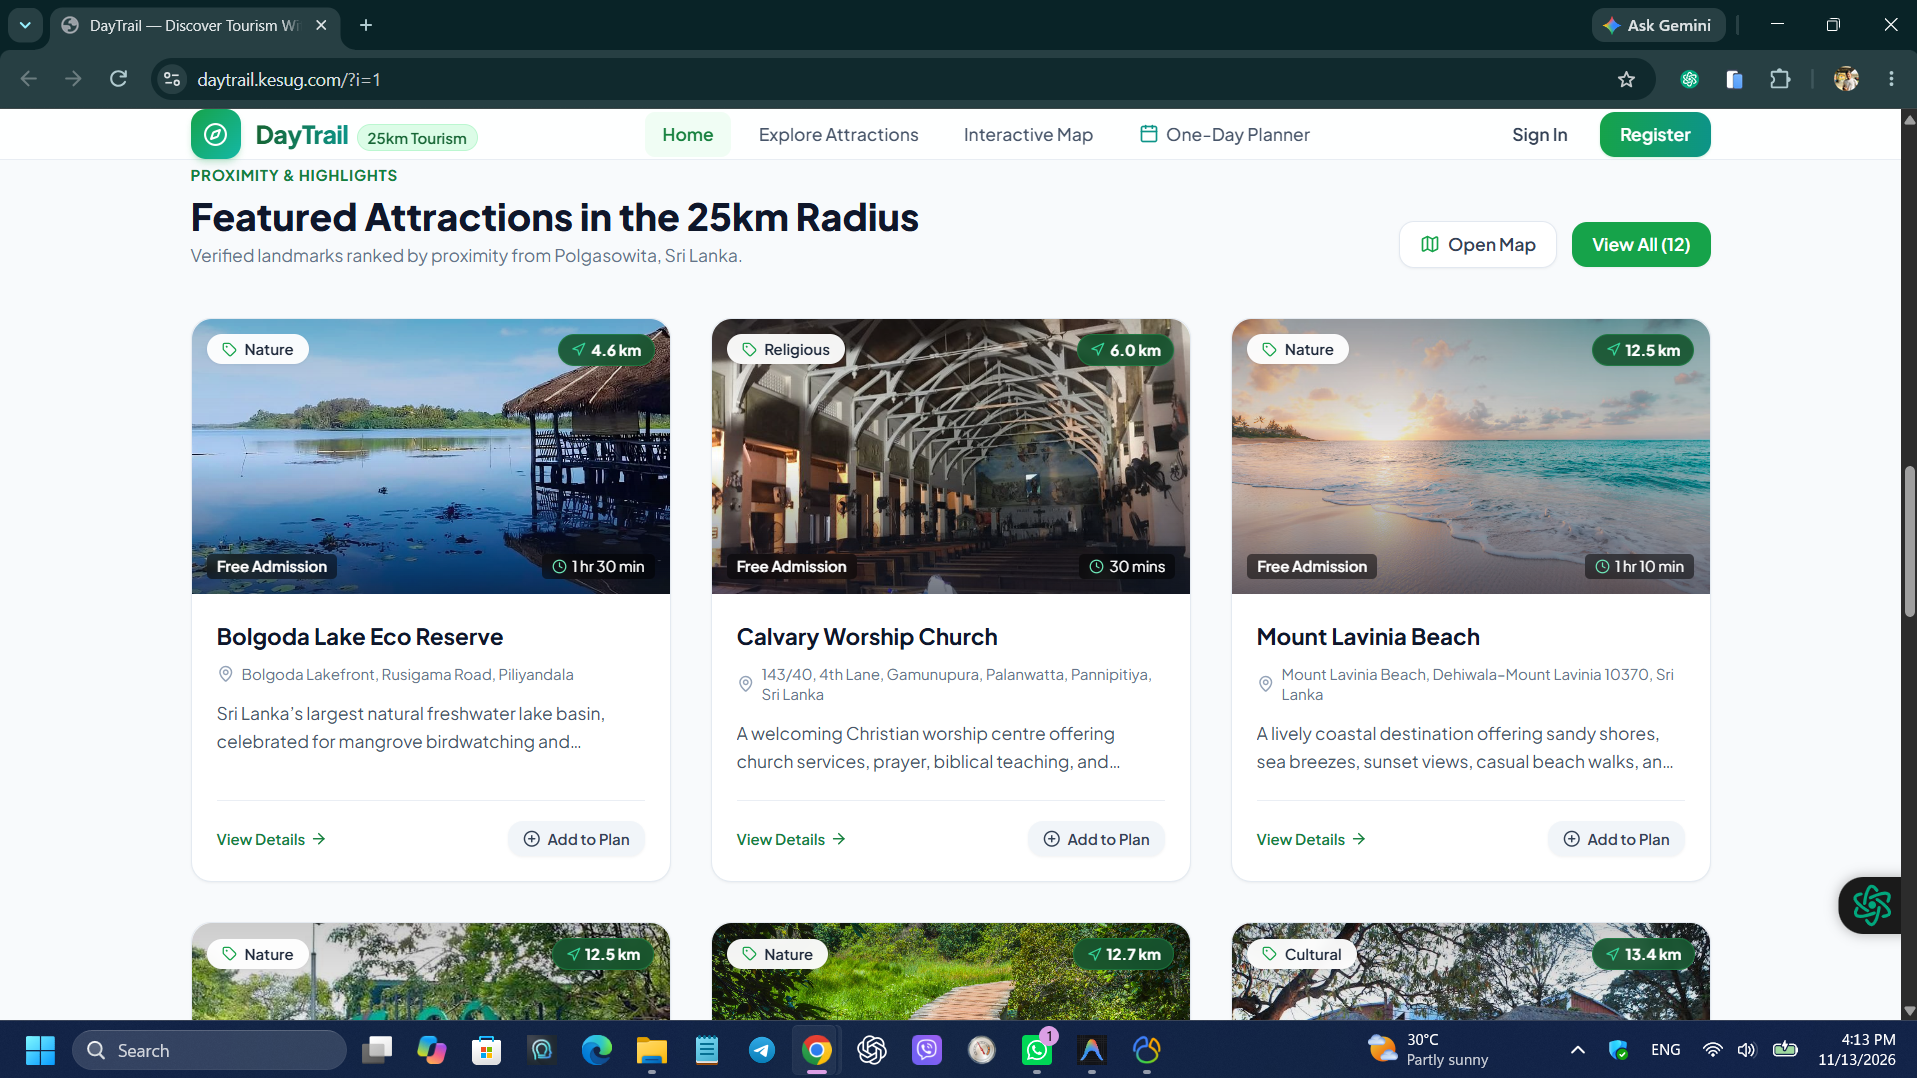 DayTrail — Discover Tourism Wi
Ask Gemini
daytrail.kesug.com/?i=1
DayTrail
25km Tourism
Home
Explore Attractions
Interactive Map
One-Day Planner
Sign In
Register
PROXIMITY & HIGHLIGHTS
Featured Attractions in the 25km Radius
Verified landmarks ranked by proximity from Polgasowita, Sri Lanka.
Open Map
View All (12)
Nature
4.6 km
Free Admission
1 hr 30 min
Bolgoda Lake Eco Reserve
Bolgoda Lakefront, Rusigama Road, Piliyandala
Sri Lanka's largest natural freshwater lake basin,
celebrated for mangrove birdwatching and...
View Details
Add to Plan
Religious
6.0 km
Free Admission
30 mins
Calvary Worship Church
143/40, 4th Lane, Gamunupura, Palanwatta, Pannipitiya,
Sri Lanka
A welcoming Christian worship centre offering
church services, prayer, biblical teaching, and...
View Details
Add to Plan
Nature
12.5 km
Free Admission
1 hr 10 min
Mount Lavinia Beach
Mount Lavinia Beach, Dehiwala-Mount Lavinia 10370, Sri
Lanka
A lively coastal destination offering sandy shores,
sea breezes, sunset views, casual beach walks, an...
View Details
Add to Plan
Nature
12.5 km
Nature
12.7 km
Cultural
13.4 km
Search
1
30°C
Partly sunny
ENG
4:13 PM
11/13/2026